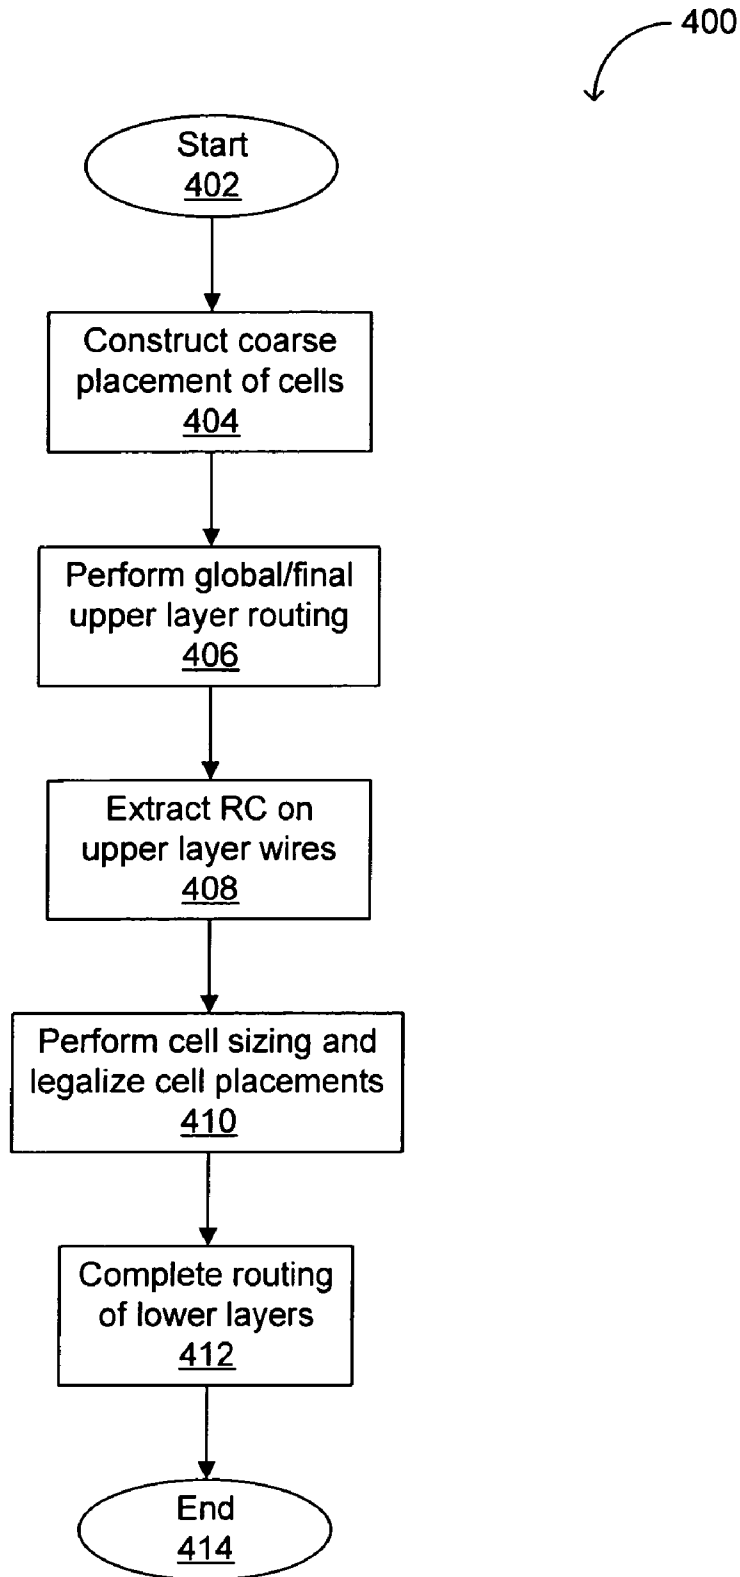 400
Start
402
Construct coarse
placement of cells
404
Perform global/final
upper layer routing
406
Extract RC on
upper layer wires
408
Perform cell sizing and
legalize cell placements
410
Complete routing
of lower layers
412
End
414